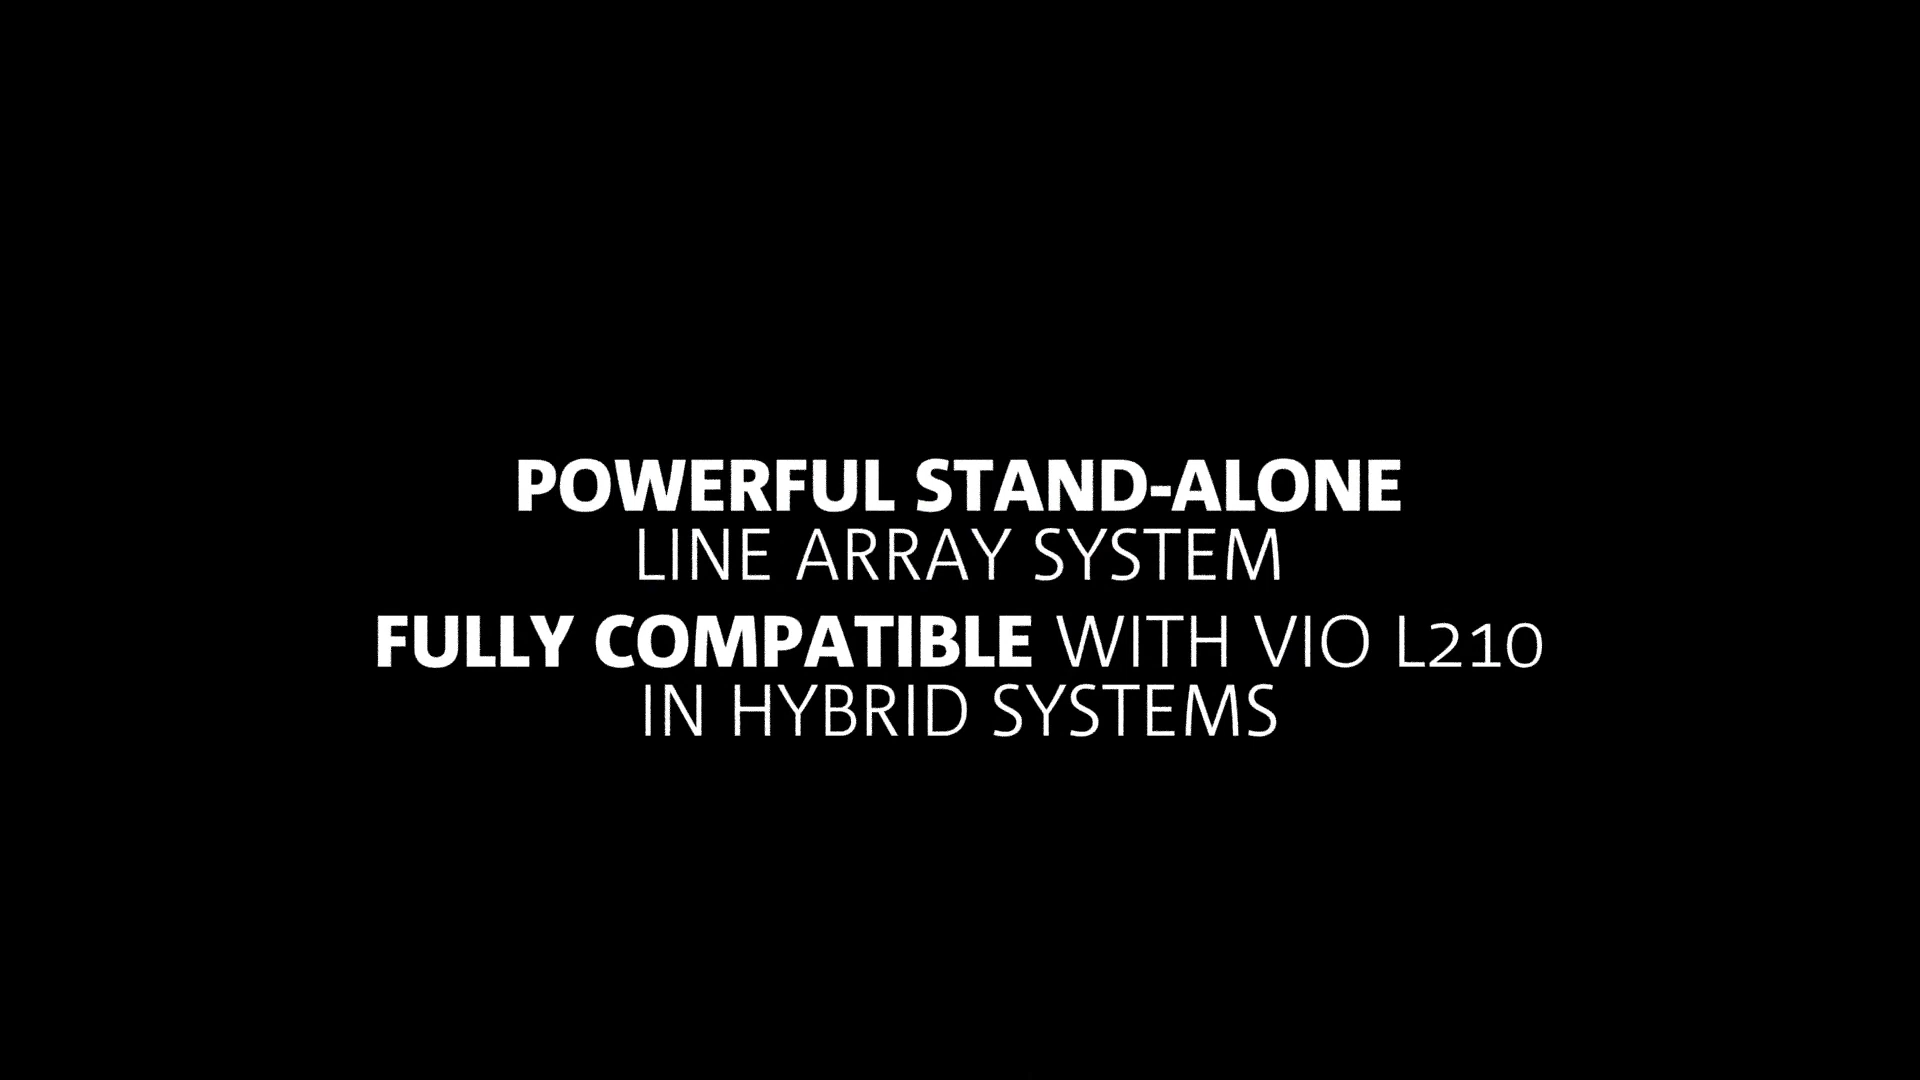 POWERFUL STAND-ALONE
LINE ARRAY SYSTEM
FULLY COMPATIBLE WITH VIO L210
IN HYBRID SYSTEMS